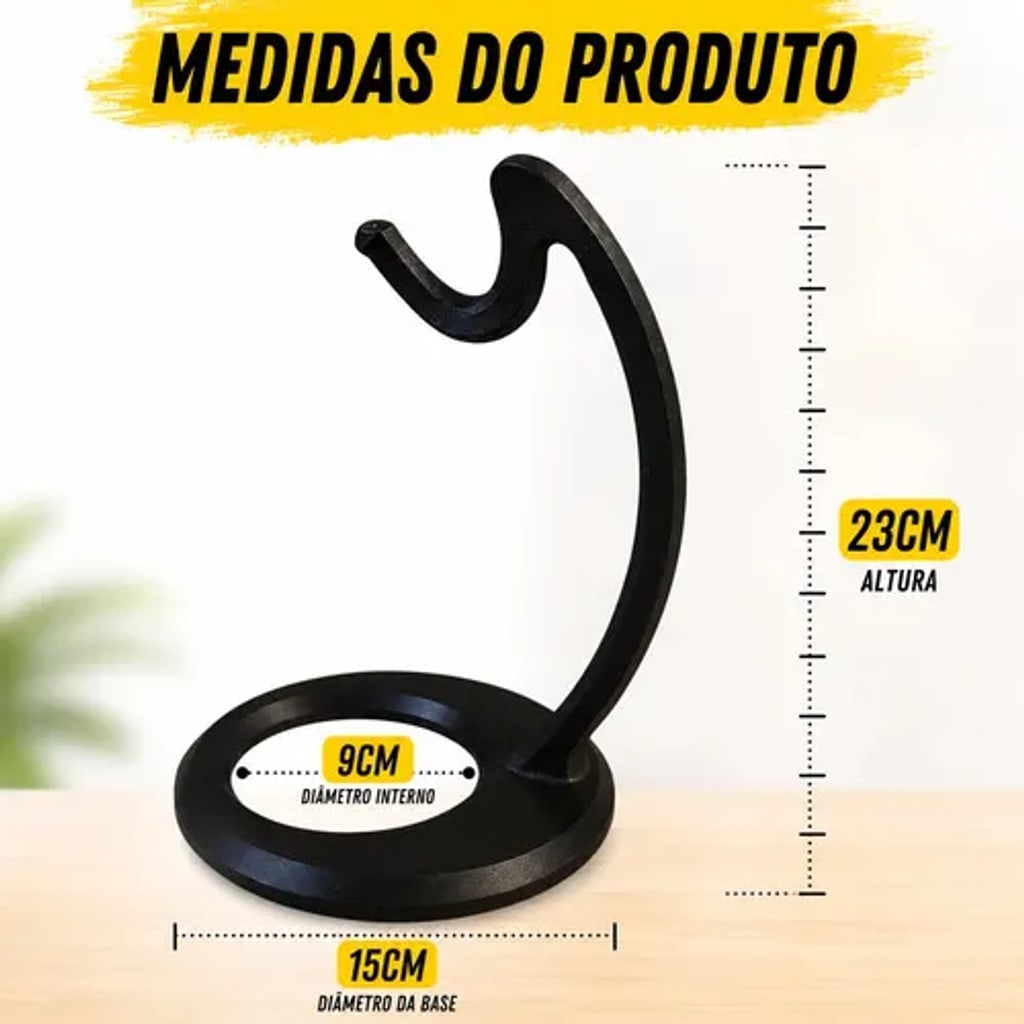 MEDIDAS DO PRODUTO
23CM
ALTURA
9CM
DIÂMETRO INTERNO
15CM
DIÂMETRO DA BASE